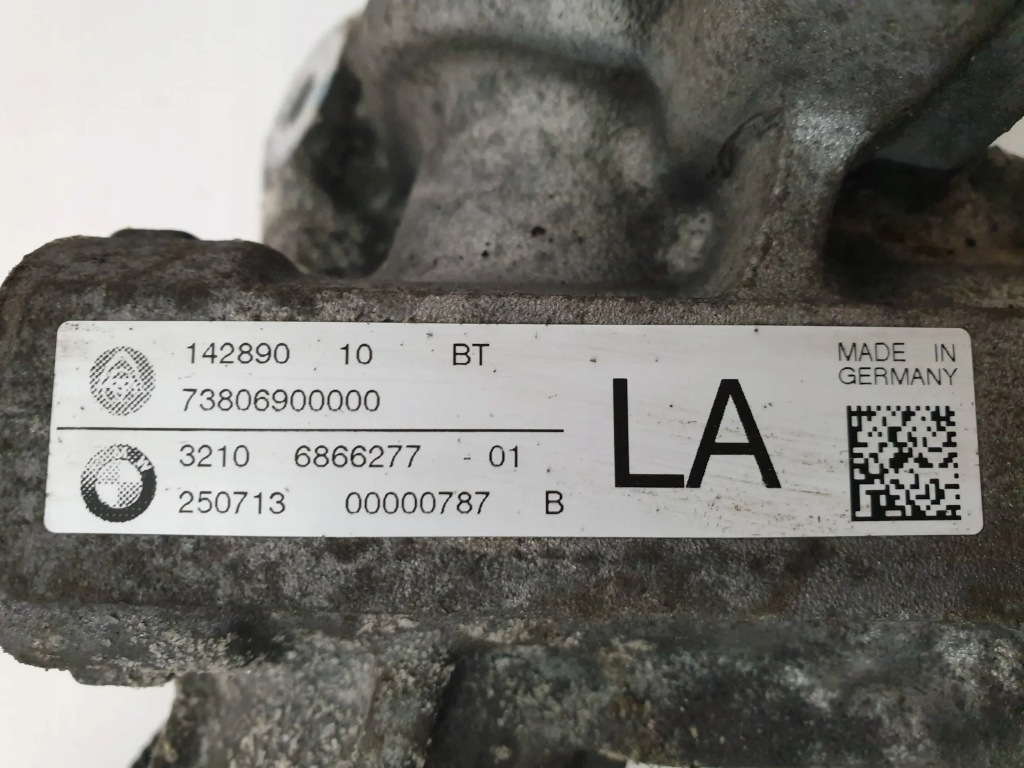 142890 10 BT
73806900000
3210 6866277 - 01
250713 00000787 B
LA
MADE IN
GERMANY